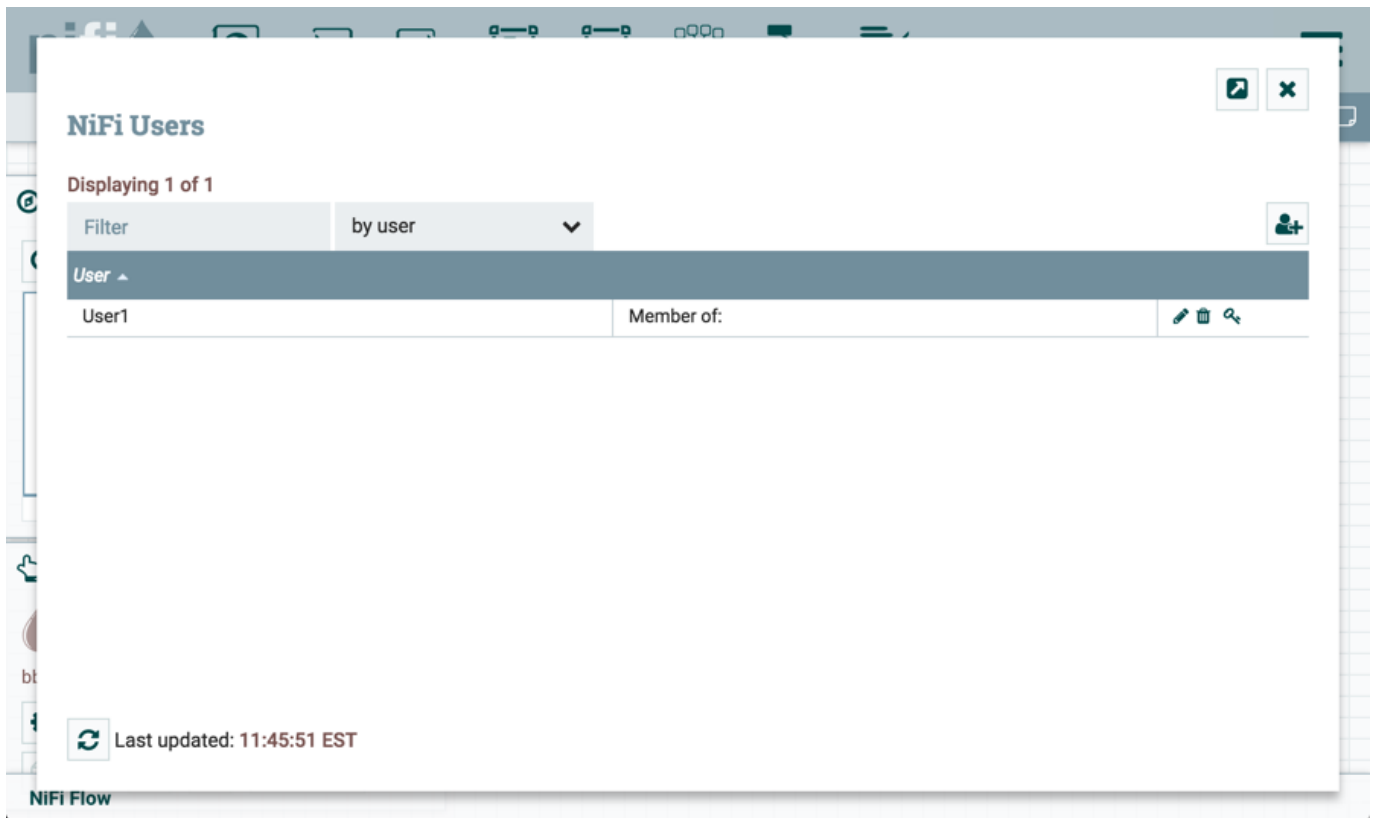 NiFi Users
Displaying 1 of 1
Filter by user
User
User1 Member of:
Last updated: 11:45:51 EST
NiFi Flow